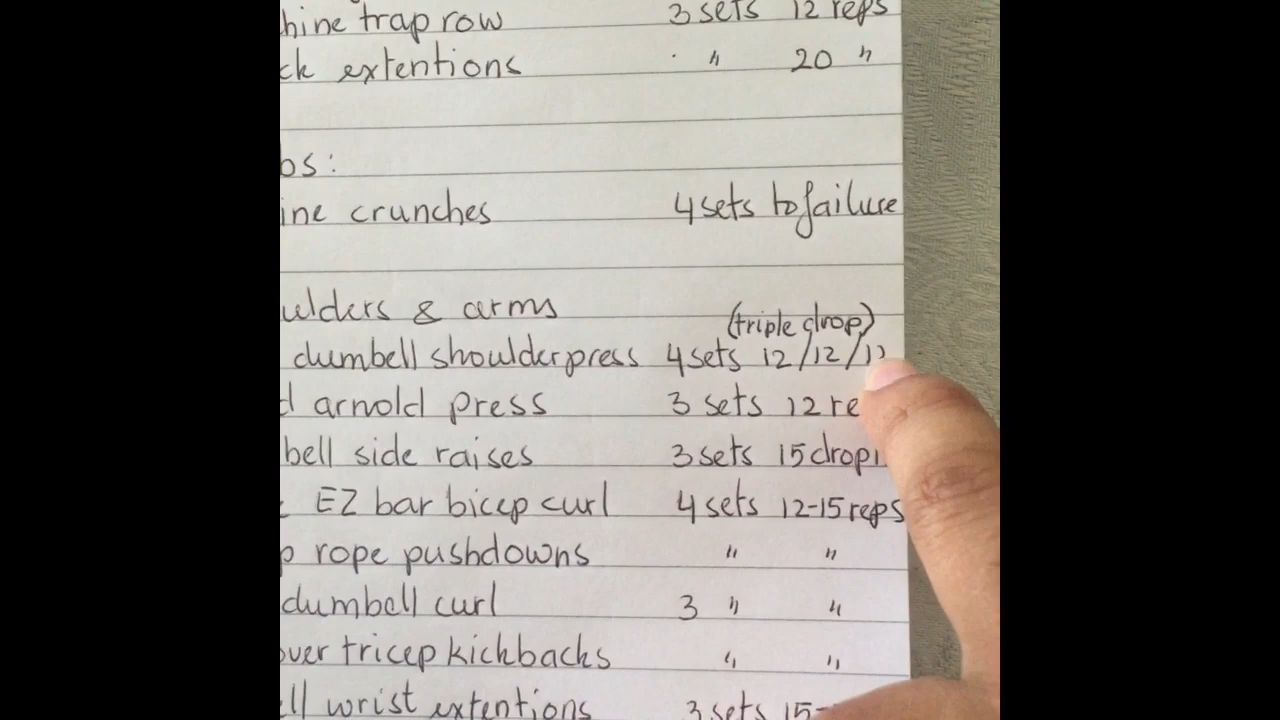 hine trap row 3 sets 12 reps
ck extentions " " 20 "
bs:
ine crunches 4 sets to failure
ulders & arms
(triple drop)
dumbell shoulder press 4 sets 12/12/12
d arnold press 3 sets 12 re
bell side raises 3 sets 15 drop
EZ bar bicep curl 4 sets 12-15 reps
p rope pushdowns " "
dumbell curl 3 " "
over tricep kickbacks " "
ll wrist extentions 3 sets 15-